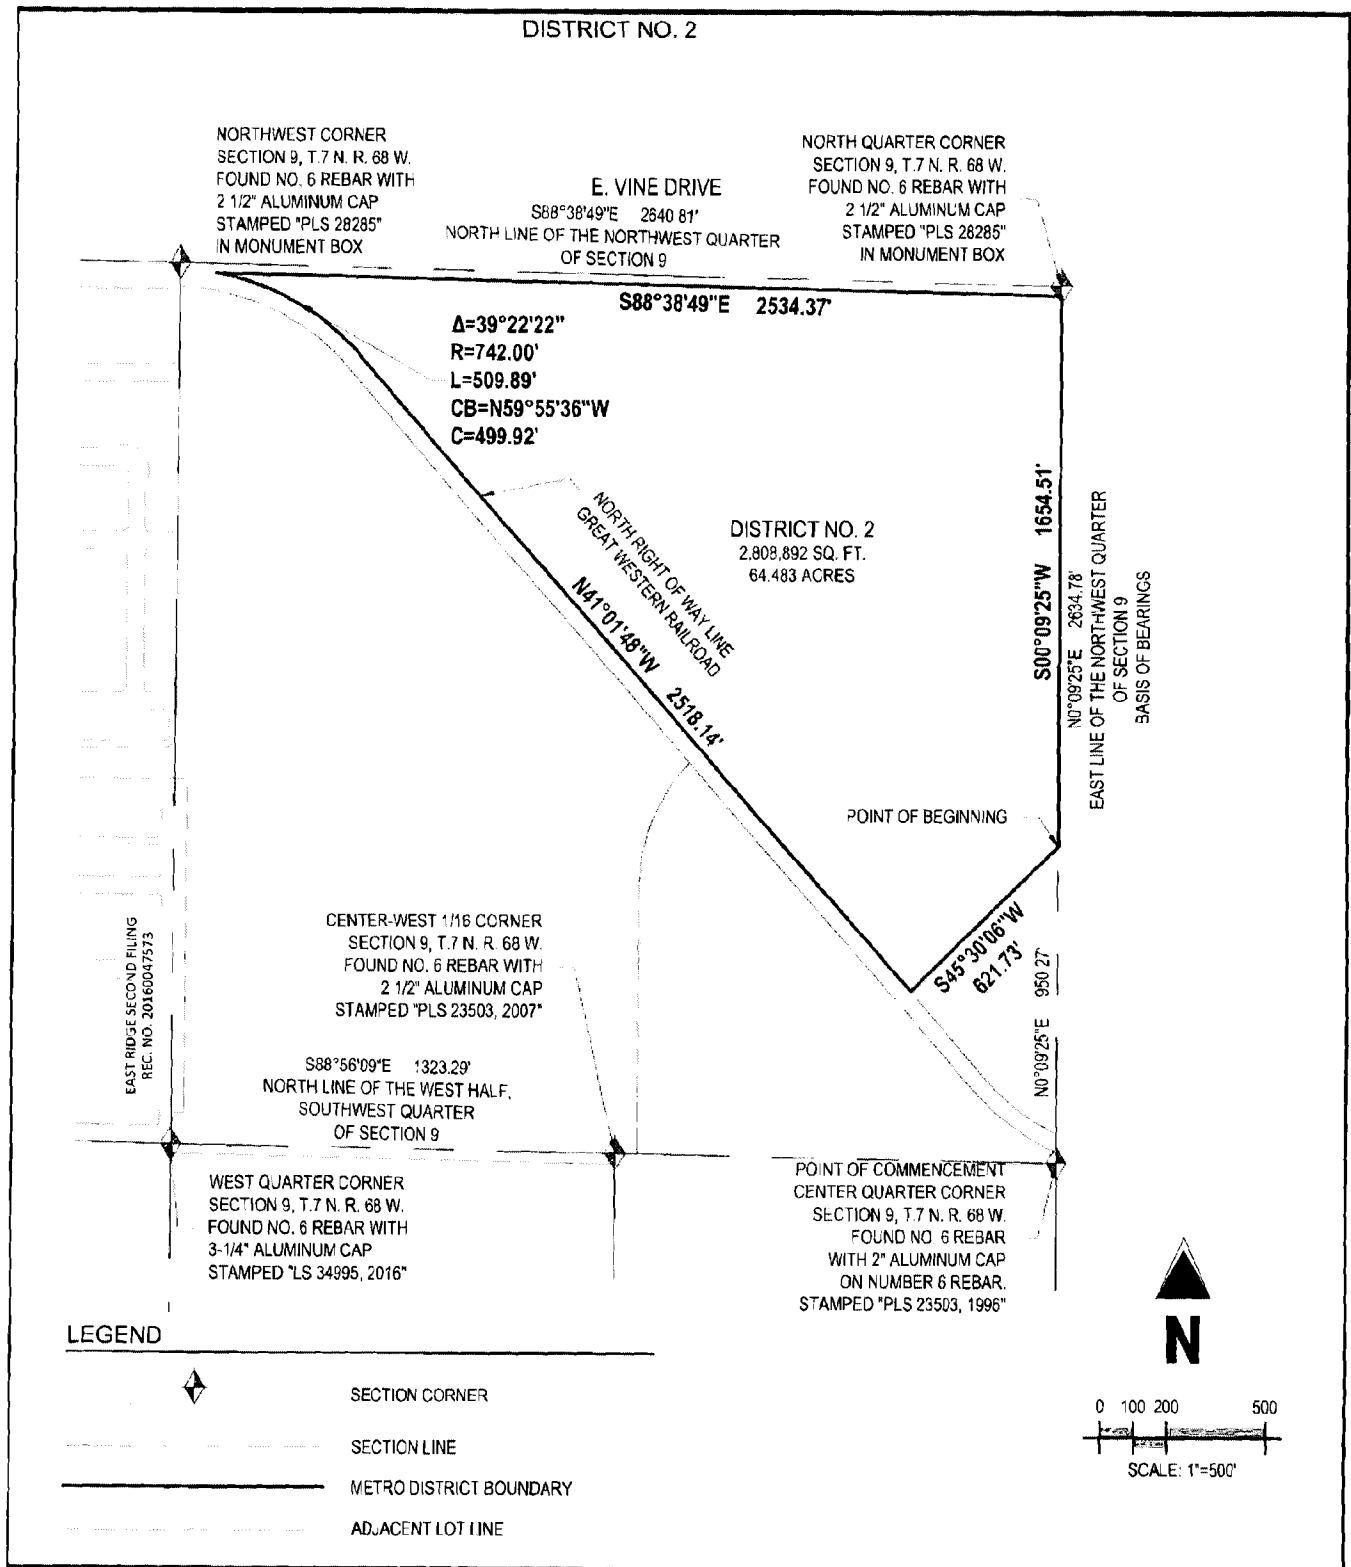 DISTRICT NO. 2
NORTHWEST CORNER
SECTION 9, T.7 N. R. 68 W.
FOUND NO. 6 REBAR WITH
2 1/2" ALUMINUM CAP
STAMPED "PLS 28285"
IN MONUMENT BOX
E. VINE DRIVE
S88°38'49"E 2640 81'
NORTH LINE OF THE NORTHWEST QUARTER
OF SECTION 9
NORTH QUARTER CORNER
SECTION 9, T.7 N. R. 68 W.
FOUND NO. 6 REBAR WITH
2 1/2" ALUMINUM CAP
STAMPED "PLS 28285"
IN MONUMENT BOX
S88°38'49"E 2534.37'
Δ=39°22'22"
R=742.00'
L=509.89'
CB=N59°55'36"W
C=499.92'
NORTH RIGHT OF WAY LINE
GREAT WESTERN RAILROAD
N41°01'48"W 2518.14'
DISTRICT NO. 2
2,808,892 SQ. FT.
64.483 ACRES
S00°09'25"W 1654.51'
N0°09'25"E 2634.78'
EAST LINE OF THE NORTHWEST QUARTER
OF SECTION 9
BASIS OF BEARINGS
POINT OF BEGINNING
S45°30'06"W
621.73'
N0°09'25"E 950 27'
EAST RIDGE SECOND FILING
REC. NO. 20160047573
CENTER-WEST 1/16 CORNER
SECTION 9, T.7 N. R. 68 W.
FOUND NO. 6 REBAR WITH
2 1/2" ALUMINUM CAP
STAMPED "PLS 23503, 2007"
S88°56'09"E 1323.29'
NORTH LINE OF THE WEST HALF,
SOUTHWEST QUARTER
OF SECTION 9
WEST QUARTER CORNER
SECTION 9, T.7 N. R. 68 W.
FOUND NO. 6 REBAR WITH
3-1/4" ALUMINUM CAP
STAMPED "LS 34995, 2016"
POINT OF COMMENCEMENT
CENTER QUARTER CORNER
SECTION 9, T.7 N. R. 68 W.
FOUND NO. 6 REBAR
WITH 2" ALUMINUM CAP
ON NUMBER 6 REBAR.
STAMPED "PLS 23503, 1996"
N
0 100 200 500
SCALE: 1"=500'
LEGEND
SECTION CORNER
SECTION LINE
METRO DISTRICT BOUNDARY
ADJACENT LOT LINE